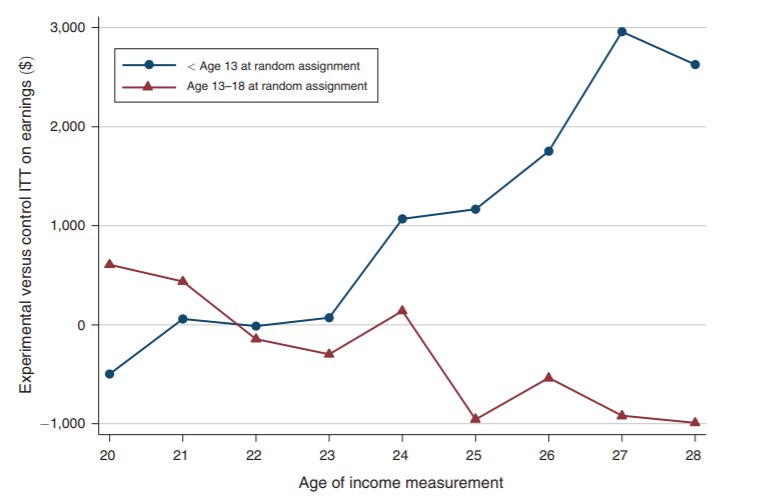 3,000
2,000
1,000
0
−1,000
Experimental versus control ITT on earnings ($)
< Age 13 at random assignment
Age 13–18 at random assignment
20 21 22 23 24 25 26 27 28
Age of income measurement